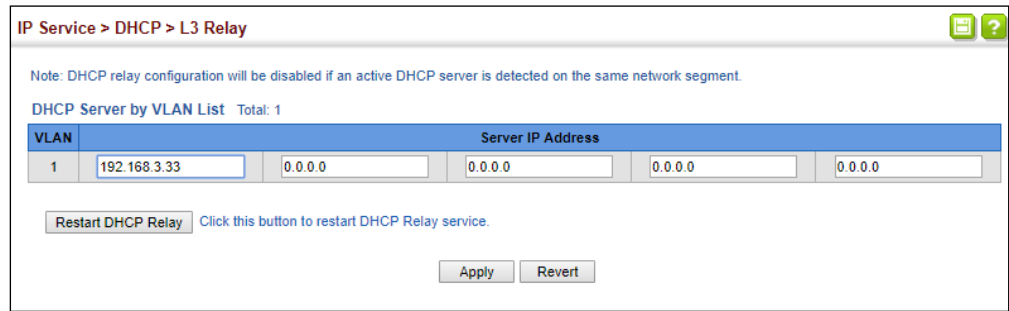 IP Service > DHCP > L3 Relay
?
Note: DHCP relay configuration will be disabled if an active DHCP server is detected on the same network segment.
DHCP Server by VLAN List Total: 1
VLAN Server IP Address
1 192.168.3.33 0.0.0.0 0.0.0.0 0.0.0.0 0.0.0.0
Restart DHCP Relay Click this button to restart DHCP Relay service.
Apply Revert